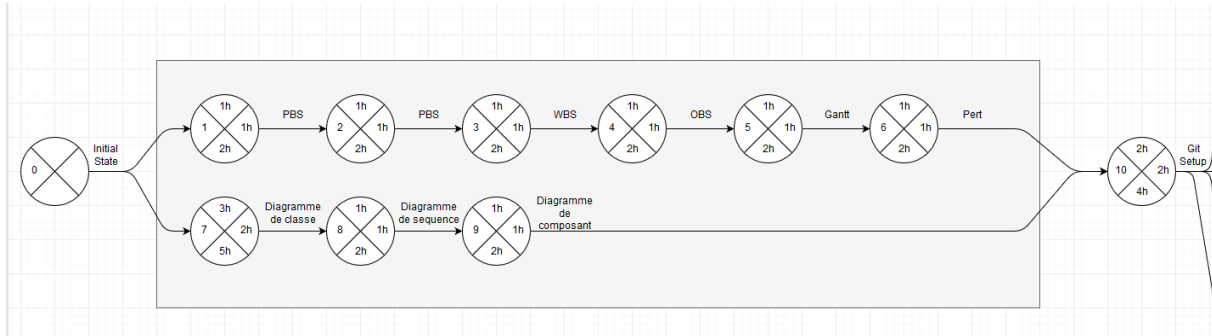 0
Initial
State
1h
1
1h
2h
PBS
1h
2
1h
2h
PBS
1h
3
1h
2h
WBS
1h
4
1h
2h
OBS
1h
5
1h
2h
Gantt
1h
6
1h
2h
Pert
3h
7
2h
5h
Diagramme
de classe
1h
8
1h
2h
Diagramme
de sequence
1h
9
1h
2h
Diagramme
de
composant
2h
10
2h
4h
Git
Setup